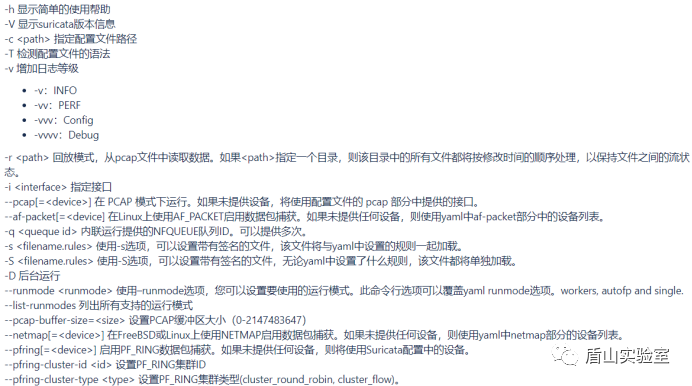 -h 显示简单的使用帮助
-V 显示suricata版本信息
-c <path> 指定配置文件路径
-T 检测配置文件的语法
-v 增加日志等级
-v：INFO
-vv：PERF
-vvv：Config
-vvvv：Debug
-r <path> 回放模式，从pcap文件中读取数据。如果<path>指定一个目录，则该目录中的所有文件都将按修改时间的顺序处理，以保持文件之间的流状
态。
-i <interface> 指定接口
--pcap[=<device>] 在 PCAP 模式下运行。如果未提供设备，将使用配置文件的 pcap 部分中提供的接口。
--af-packet[=<device] 在Linux上使用AF_PACKET启用数据包捕获。如果未提供任何设备，则使用yaml中af-packet部分中的设备列表。
-q <queque id> 内联运行提供的NFQUEUE队列ID。可以提供多次。
-s <filename.rules> 使用-s选项，可以设置带有签名的文件，该文件将与yaml中设置的规则一起加载。
-S <filename.rules> 使用-S选项，可以设置带有签名的文件，无论yaml中设置了什么规则，该文件都将单独加载。
-D 后台运行
--runmode <runmode> 使用–runmode选项，您可以设置要使用的运行模式。此命令行选项可以覆盖yaml runmode选项。workers, autofp and single.
--list-runmodes 列出所有支持的运行模式
--pcap-buffer-size=<size> 设置PCAP缓冲区大小（0-2147483647）
--netmap[=<device>] 在FreeBSD或Linux上使用NETMAP启用数据包捕获。如果未提供任何设备，则使用yaml中netmap部分的设备列表。
--pfring[=<device>] 启用PF_RING数据包捕获。如果未提供任何设备，则将使用Suricata配置中的设备。
--pfring-cluster-id <id> 设置PF_RING集群ID
--pfring-cluster-type <type> 设置PF_RING集群类型(cluster_round_robin, cluster_flow)。
盾山实验室